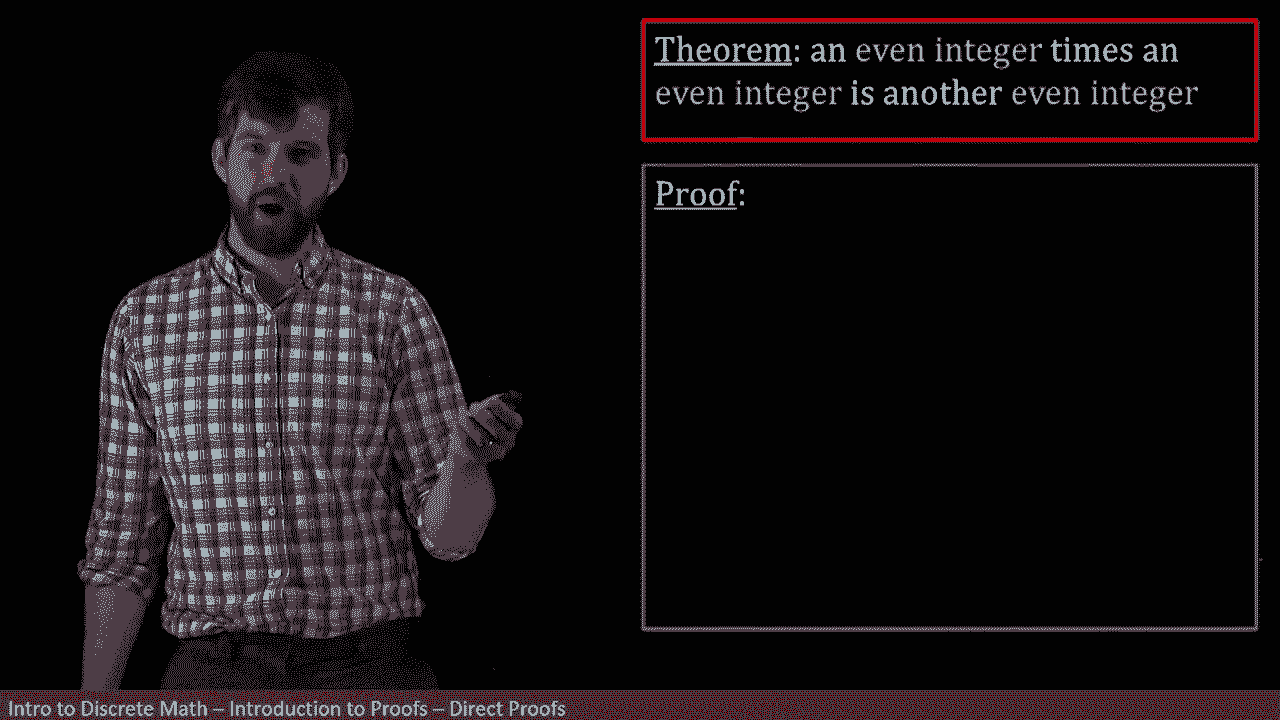 Theorem: an even integer times an
even integer is another even integer
Proof:
Intro to Discrete Math – Introduction to Proofs – Direct Proofs